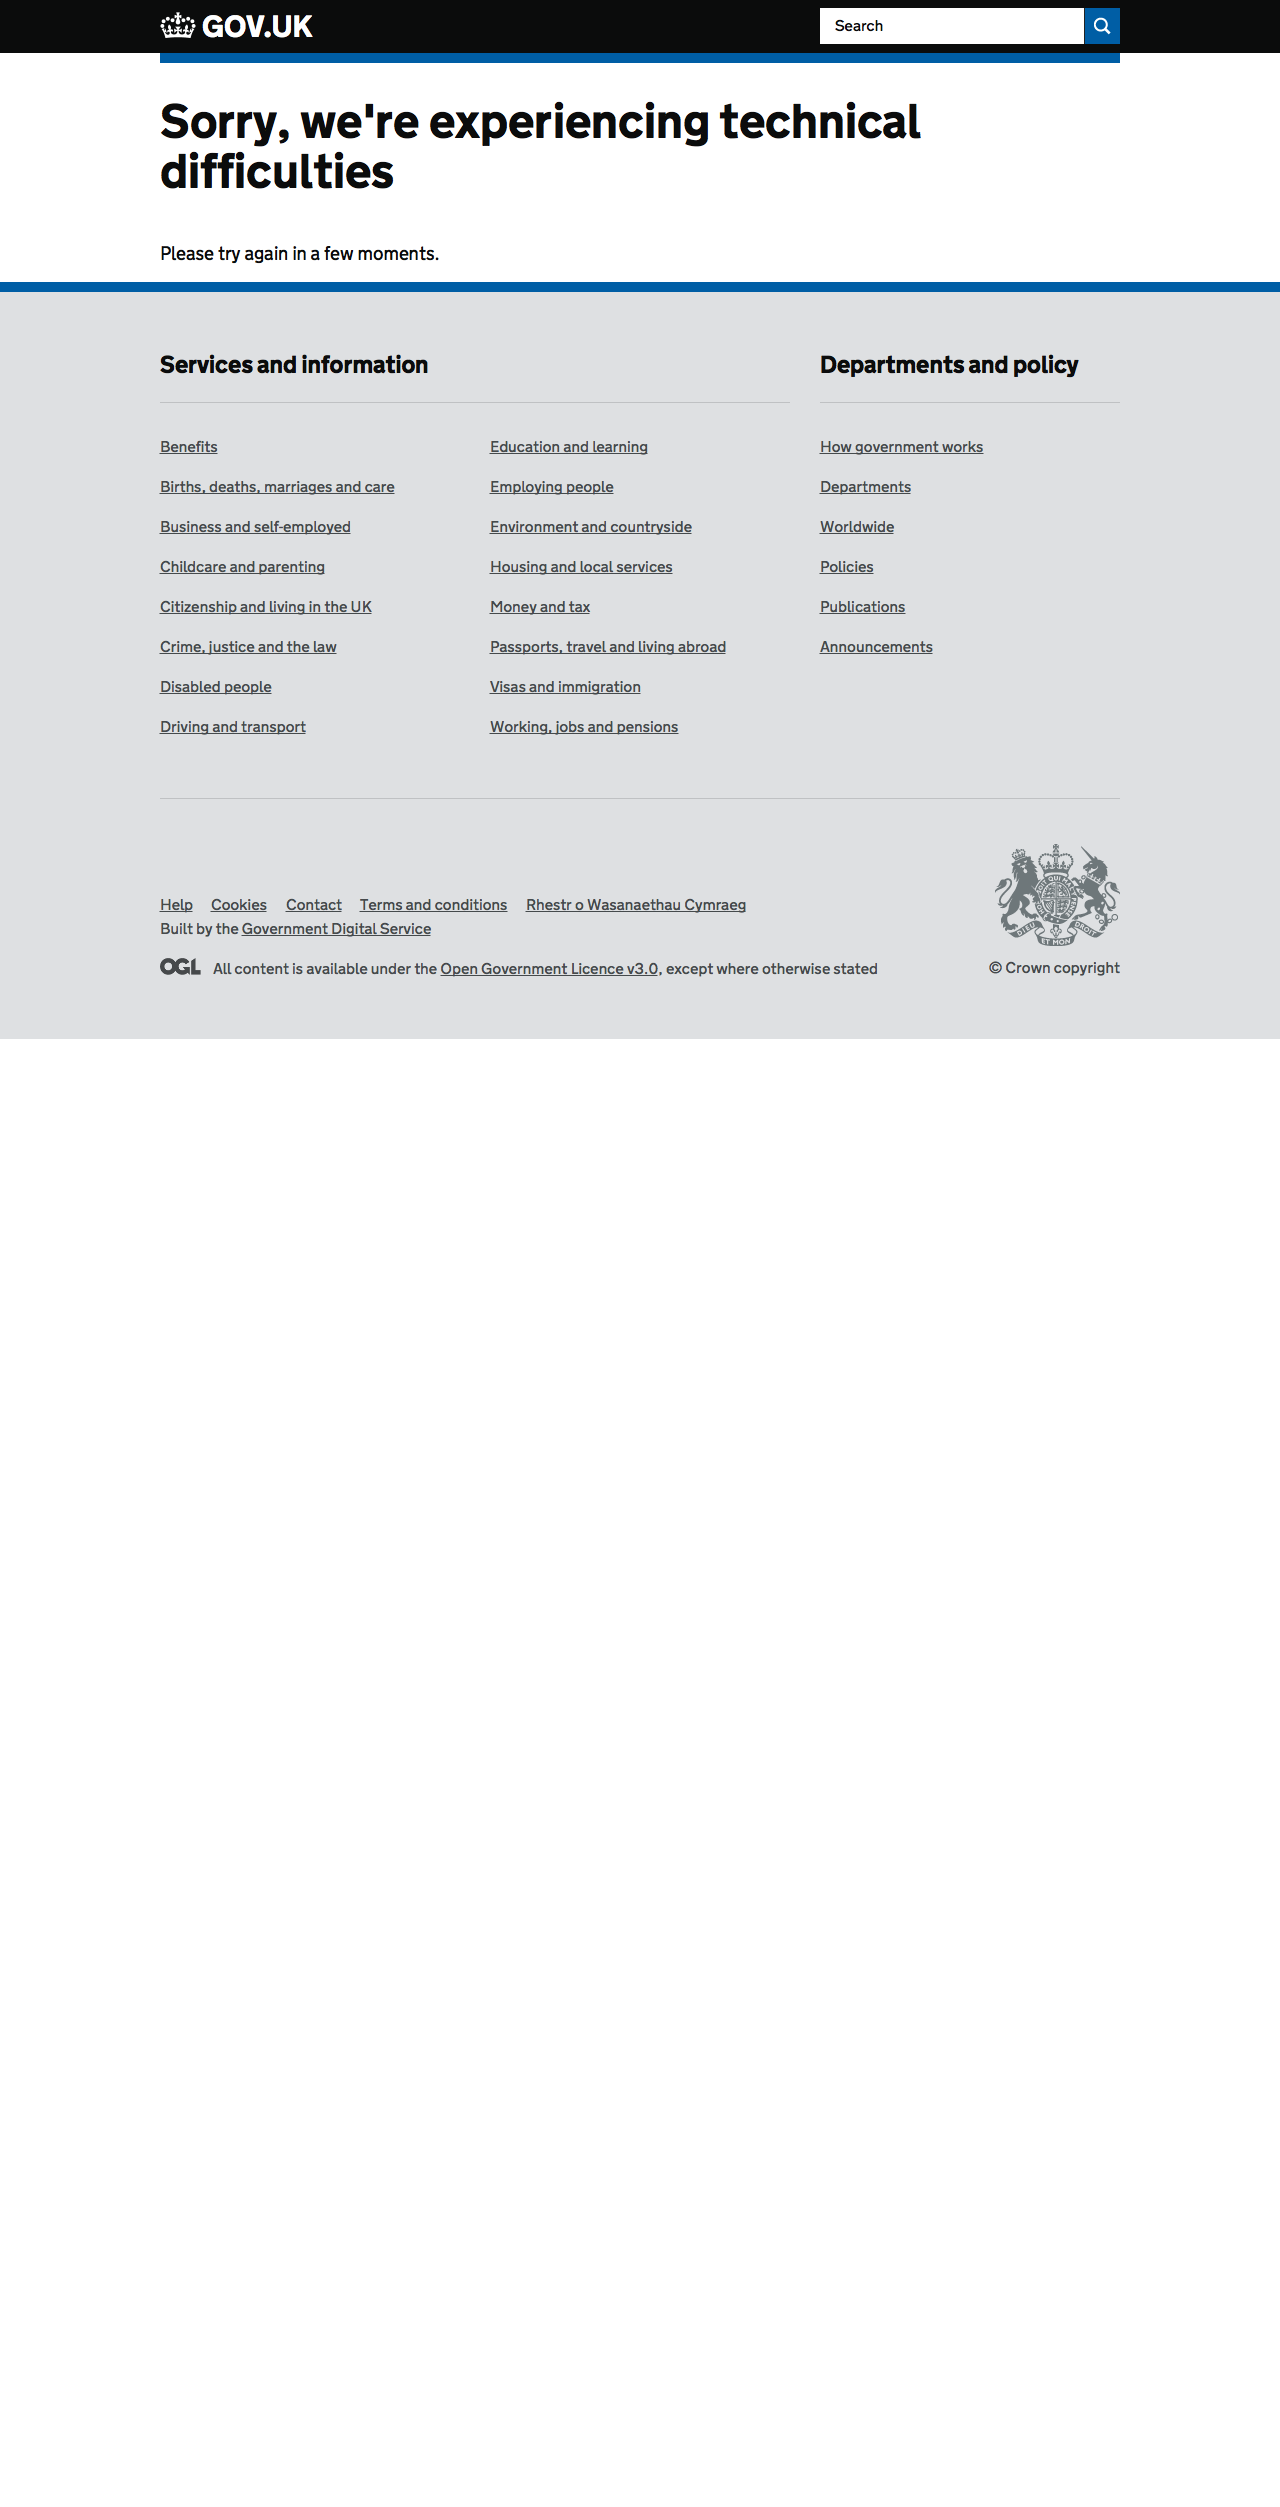 GOV.UK
Search
Sorry, we're experiencing technical
difficulties
Please try again in a few moments.
Services and information
Departments and policy
Benefits
Births, deaths, marriages and care
Business and self-employed
Childcare and parenting
Citizenship and living in the UK
Crime, justice and the law
Disabled people
Driving and transport
Education and learning
Employing people
Environment and countryside
Housing and local services
Money and tax
Passports, travel and living abroad
Visas and immigration
Working, jobs and pensions
How government works
Departments
Worldwide
Policies
Publications
Announcements
Help Cookies Contact Terms and conditions Rhestr o Wasanaethau Cymraeg
Built by the Government Digital Service
OGL All content is available under the Open Government Licence v3.0, except where otherwise stated
DIEU ET MON DROIT
© Crown copyright